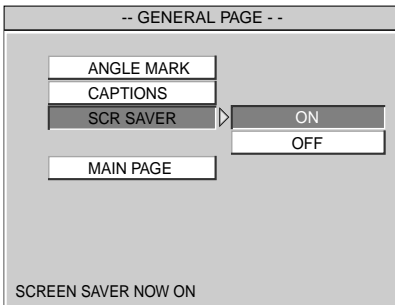 -- GENERAL PAGE - -
ANGLE MARK
CAPTIONS
SCR SAVER
ON
OFF
MAIN PAGE
SCREEN SAVER NOW ON